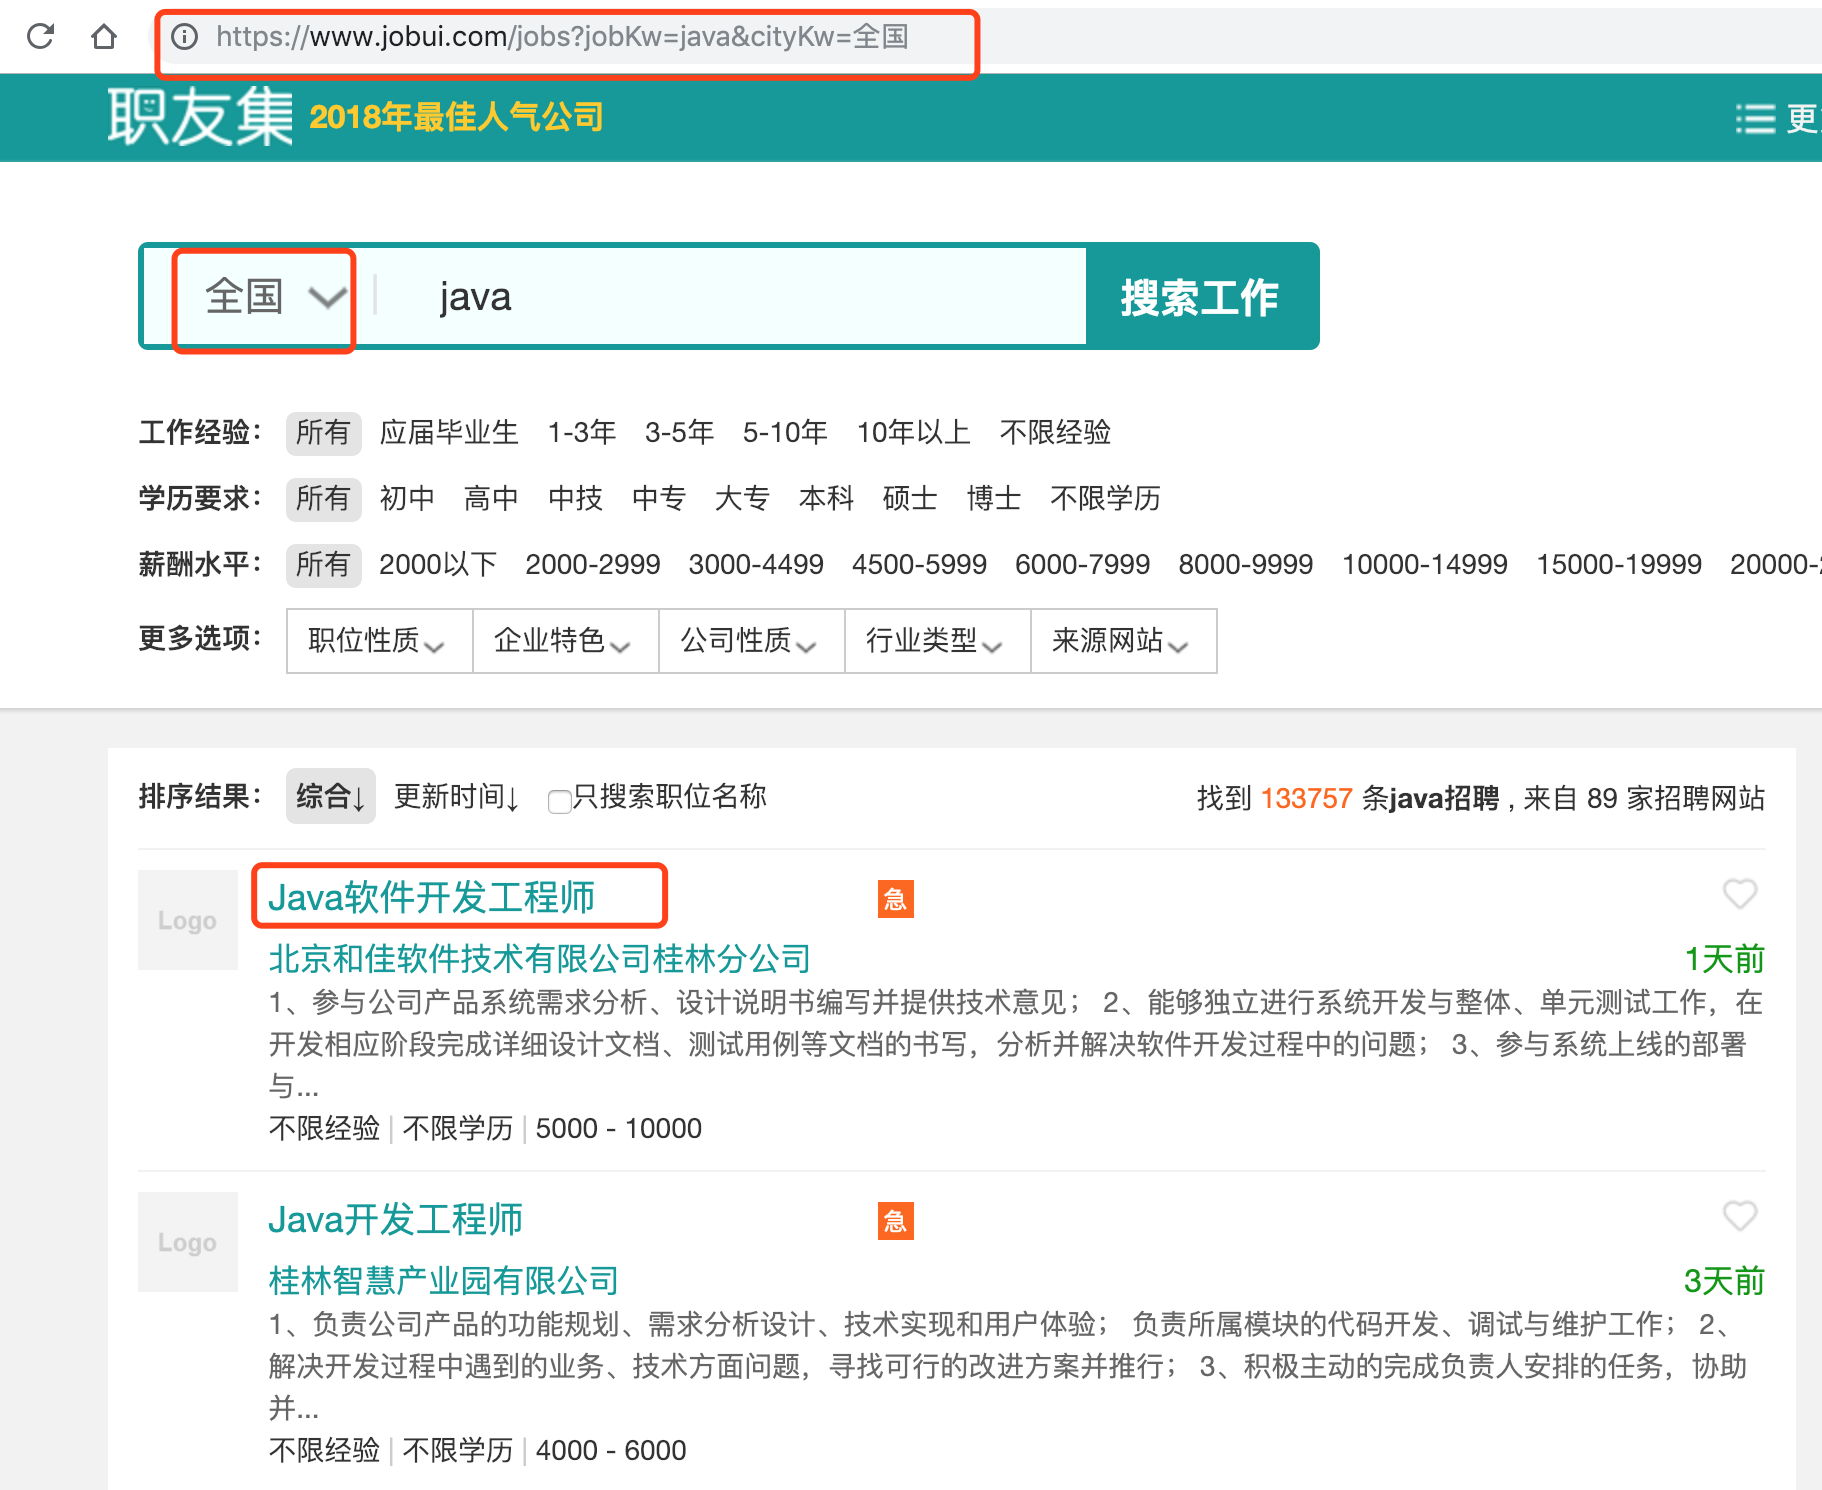 https://www.jobui.com/jobs?jobKw=java&cityKw=全国
职友集 2018年最佳人气公司 更
全国 java 搜索工作
工作经验： 所有 应届毕业生 1-3年 3-5年 5-10年 10年以上 不限经验
学历要求： 所有 初中 高中 中技 中专 大专 本科 硕士 博士 不限学历
薪酬水平： 所有 2000以下 2000-2999 3000-4499 4500-5999 6000-7999 8000-9999 10000-14999 15000-19999 20000-
更多选项： 职位性质 企业特色 公司性质 行业类型 来源网站
排序结果： 综合↓ 更新时间↓ 只搜索职位名称 找到 133757 条java招聘 , 来自 89 家招聘网站
Logo Java软件开发工程师 急
北京和佳软件技术有限公司桂林分公司 1天前
1、参与公司产品系统需求分析、设计说明书编写并提供技术意见； 2、能够独立进行系统开发与整体、单元测试工作，在
开发相应阶段完成详细设计文档、测试用例等文档的书写，分析并解决软件开发过程中的问题； 3、参与系统上线的部署
与...
不限经验 | 不限学历 | 5000 - 10000
Logo Java开发工程师 急
桂林智慧产业园有限公司 3天前
1、负责公司产品的功能规划、需求分析设计、技术实现和用户体验； 负责所属模块的代码开发、调试与维护工作； 2、
解决开发过程中遇到的业务、技术方面问题，寻找可行的改进方案并推行； 3、积极主动的完成负责人安排的任务，协助
并...
不限经验 | 不限学历 | 4000 - 6000